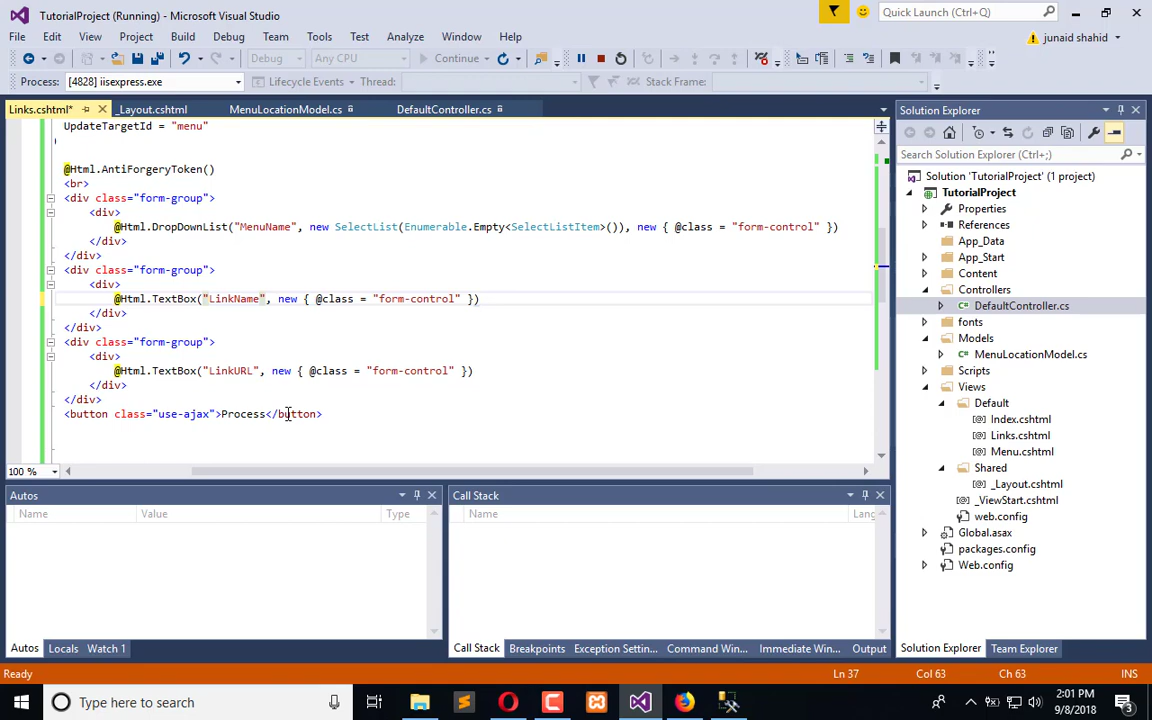 TutorialProject (Running) - Microsoft Visual Studio
Quick Launch (Ctrl+Q)
File Edit View Project Build Debug Team Tools Test Analyze Window Help
junaid shahid
Debug Any CPU Continue
Process: [4828] iisexpress.exe Lifecycle Events Thread: Stack Frame:
Links.cshtml* _Layout.cshtml MenuLocationModel.cs DefaultController.cs
UpdateTargetId = "menu"
)
@Html.AntiForgeryToken()
<br>
<div class="form-group">
<div>
@Html.DropDownList("MenuName", new SelectList(Enumerable.Empty<SelectListItem>()), new { @class = "form-control" })
</div>
</div>
<div class="form-group">
<div>
@Html.TextBox("LinkName", new { @class = "form-control" })
</div>
</div>
<div class="form-group">
<div>
@Html.TextBox("LinkURL", new { @class = "form-control" })
</div>
</div>
<button class="use-ajax">Process</button>
100 %
Solution Explorer
Search Solution Explorer (Ctrl+;)
Solution 'TutorialProject' (1 project)
TutorialProject
Properties
References
App_Data
App_Start
Content
Controllers
DefaultController.cs
fonts
Models
MenuLocationModel.cs
Scripts
Views
Default
Index.cshtml
Links.cshtml
Menu.cshtml
Shared
_Layout.cshtml
_ViewStart.cshtml
web.config
Global.asax
packages.config
Web.config
Solution Explorer Team Explorer
Autos
Name Value Type
Autos Locals Watch 1
Call Stack
Name Lang
Call Stack Breakpoints Exception Settin... Command Win... Immediate Win... Output
Ready Ln 37 Col 63 Ch 63 INS
Type here to search
2:01 PM
9/8/2018
3